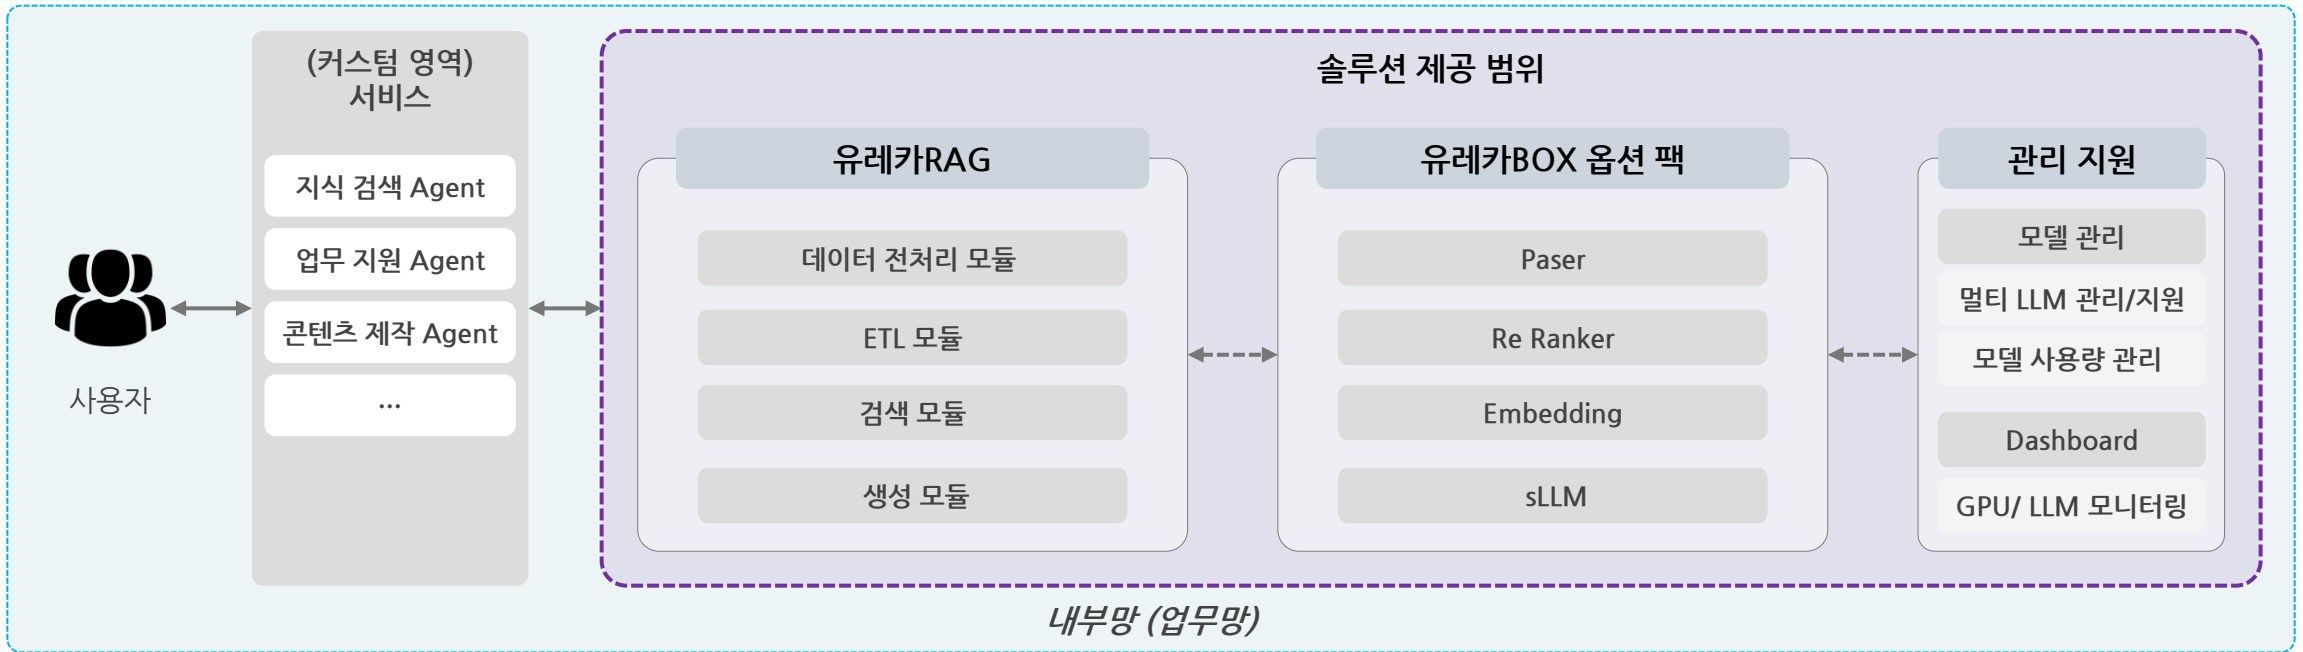 (커스텀 영역)
서비스
지식 검색 Agent
업무 지원 Agent
콘텐츠 제작 Agent
...
사용자
솔루션 제공 범위
유레카RAG
데이터 전처리 모듈
ETL 모듈
검색 모듈
생성 모듈
유레카BOX 옵션 팩
Paser
Re Ranker
Embedding
sLLM
관리 지원
모델 관리
멀티 LLM 관리/지원
모델 사용량 관리
Dashboard
GPU/ LLM 모니터링
내부망 (업무망)